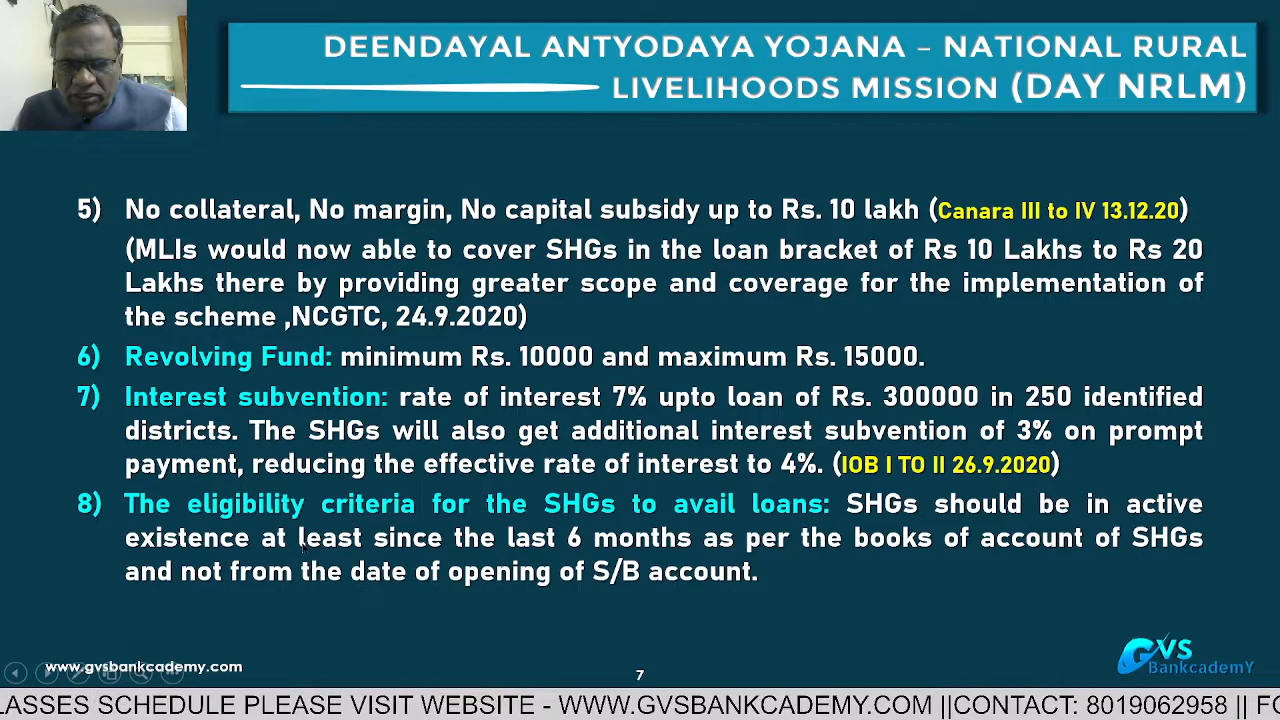 DEENDAYAL ANTYODAYA YOJANA – NATIONAL RURAL
LIVELIHOODS MISSION (DAY NRLM)
5) No collateral, No margin, No capital subsidy up to Rs. 10 lakh (Canara III to IV 13.12.20)
(MLIs would now able to cover SHGs in the loan bracket of Rs 10 Lakhs to Rs 20
Lakhs there by providing greater scope and coverage for the implementation of
the scheme ,NCGTC, 24.9.2020)
6) Revolving Fund: minimum Rs. 10000 and maximum Rs. 15000.
7) Interest subvention: rate of interest 7% upto loan of Rs. 300000 in 250 identified
districts. The SHGs will also get additional interest subvention of 3% on prompt
payment, reducing the effective rate of interest to 4%. (IOB I TO II 26.9.2020)
8) The eligibility criteria for the SHGs to avail loans: SHGs should be in active
existence at least since the last 6 months as per the books of account of SHGs
and not from the date of opening of S/B account.
www.gvsbankcademy.com
7
GVS
BankcademY
LASSES SCHEDULE PLEASE VISIT WEBSITE - WWW.GVSBANKCADEMY.COM ||CONTACT: 8019062958 || FO